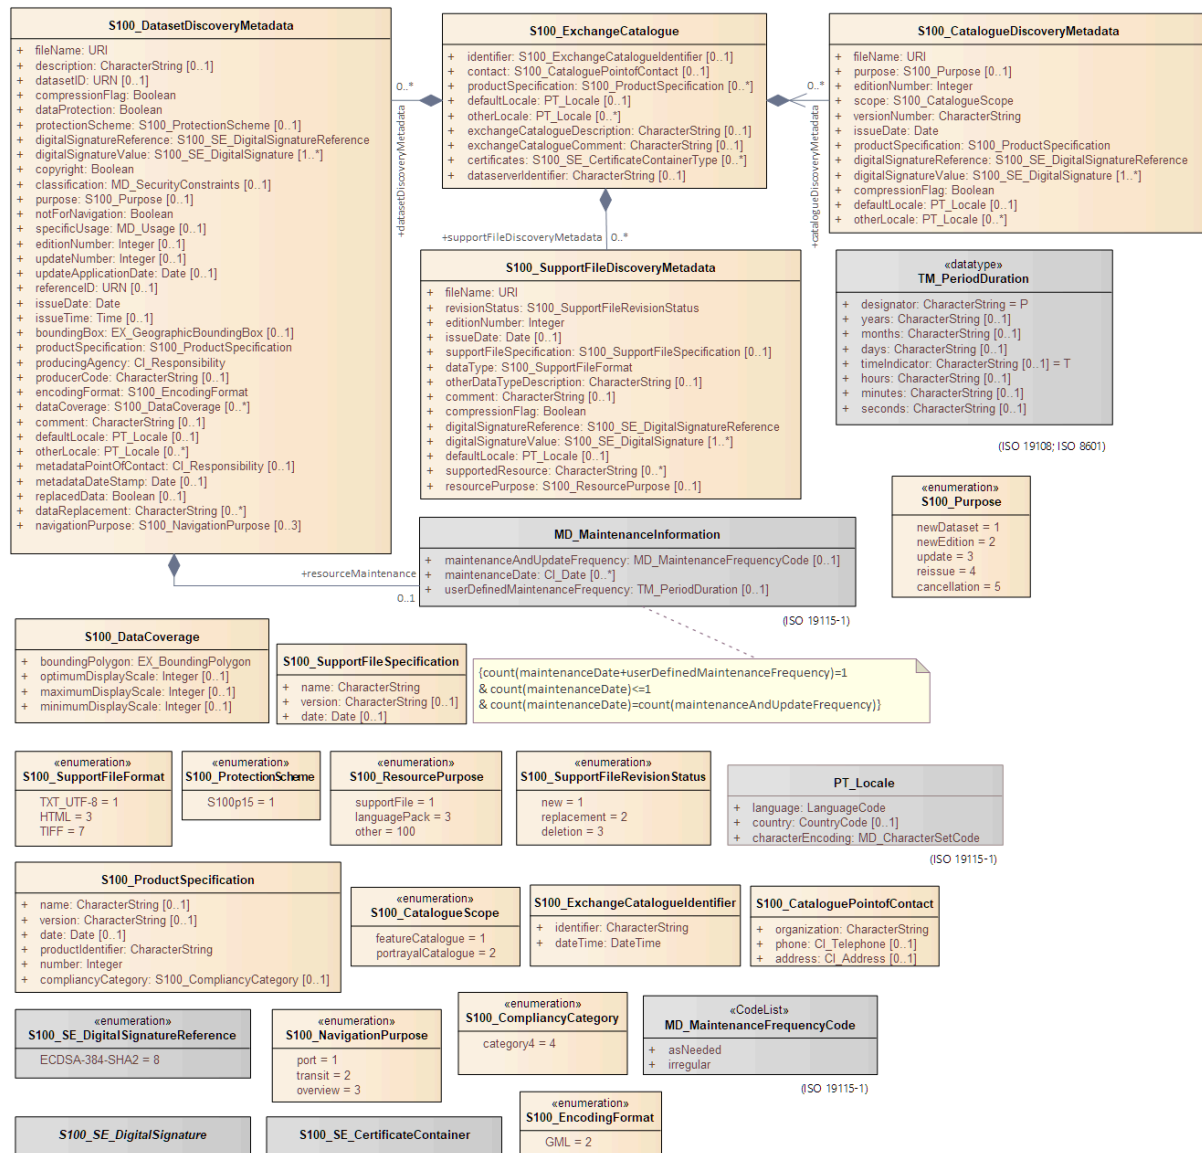 S100_DatasetDiscoveryMetadata
+ fileName: URI
+ description: CharacterString [0..1]
+ datasetID: URN [0..1]
+ compressionFlag: Boolean
+ dataProtection: Boolean
+ protectionScheme: S100_ProtectionScheme [0..1]
+ digitalSignatureReference: S100_SE_DigitalSignatureReference
+ digitalSignatureValue: S100_SE_DigitalSignature [1..*]
+ copyright: Boolean
+ classification: MD_SecurityConstraints [0..1]
+ purpose: S100_Purpose [0..1]
+ notForNavigation: Boolean
+ specificUsage: MD_Usage [0..1]
+ editionNumber: Integer [0..1]
+ updateNumber: Integer [0..1]
+ updateApplicationDate: Date [0..1]
+ referenceID: URN [0..1]
+ issueDate: Date
+ issueTime: Time [0..1]
+ boundingBox: EX_GeographicBoundingBox [0..1]
+ productSpecification: S100_ProductSpecification
+ producingAgency: CI_Responsibility
+ producerCode: CharacterString [0..1]
+ encodingFormat: S100_EncodingFormat
+ dataCoverage: S100_DataCoverage [0..*]
+ comment: CharacterString [0..1]
+ defaultLocale: PT_Locale [0..1]
+ otherLocale: PT_Locale [0..*]
+ metadataPointOfContact: CI_Responsibility [0..1]
+ metadataDateStamp: Date [0..1]
+ replacedData: Boolean [0..1]
+ dataReplacement: CharacterString [0..*]
+ navigationPurpose: S100_NavigationPurpose [0..3]
0..*
+datasetDiscoveryMetadata
S100_ExchangeCatalogue
+ identifier: S100_ExchangeCatalogueIdentifier [0..1]
+ contact: S100_CataloguePointofContact [0..1]
+ productSpecification: S100_ProductSpecification [0..*]
+ defaultLocale: PT_Locale [0..1]
+ otherLocale: PT_Locale [0..*]
+ exchangeCatalogueDescription: CharacterString [0..1]
+ exchangeCatalogueComment: CharacterString [0..1]
+ certificates: S100_SE_CertificateContainerType [0..*]
+ dataserverIdentifier: CharacterString [0..1]
0..*
+catalogueDiscoveryMetadata
S100_CatalogueDiscoveryMetadata
+ fileName: URI
+ purpose: S100_Purpose [0..1]
+ editionNumber: Integer
+ scope: S100_CatalogueScope
+ versionNumber: CharacterString
+ issueDate: Date
+ productSpecification: S100_ProductSpecification
+ digitalSignatureReference: S100_SE_DigitalSignatureReference
+ digitalSignatureValue: S100_SE_DigitalSignature [1..*]
+ compressionFlag: Boolean
+ defaultLocale: PT_Locale [0..1]
+ otherLocale: PT_Locale [0..*]
+supportFileDiscoveryMetadata 0..*
S100_SupportFileDiscoveryMetadata
+ fileName: URI
+ revisionStatus: S100_SupportFileRevisionStatus
+ editionNumber: Integer
+ issueDate: Date [0..1]
+ supportFileSpecification: S100_SupportFileSpecification [0..1]
+ dataType: S100_SupportFileFormat
+ otherDataTypeDescription: CharacterString [0..1]
+ comment: CharacterString [0..1]
+ compressionFlag: Boolean
+ digitalSignatureReference: S100_SE_DigitalSignatureReference
+ digitalSignatureValue: S100_SE_DigitalSignature [1..*]
+ defaultLocale: PT_Locale [0..1]
+ supportedResource: CharacterString [0..*]
+ resourcePurpose: S100_ResourcePurpose [0..1]
«datatype»
TM_PeriodDuration
+ designator: CharacterString = P
+ years: CharacterString [0..1]
+ months: CharacterString [0..1]
+ days: CharacterString [0..1]
+ timeIndicator: CharacterString [0..1] = T
+ hours: CharacterString [0..1]
+ minutes: CharacterString [0..1]
+ seconds: CharacterString [0..1]
(ISO 19108; ISO 8601)
«enumeration»
S100_Purpose
newDataset = 1
newEdition = 2
update = 3
reissue = 4
cancellation = 5
+resourceMaintenance
0..1
MD_MaintenanceInformation
+ maintenanceAndUpdateFrequency: MD_MaintenanceFrequencyCode [0..1]
+ maintenanceDate: CI_Date [0..*]
+ userDefinedMaintenanceFrequency: TM_PeriodDuration [0..1]
(ISO 19115-1)
S100_DataCoverage
+ boundingPolygon: EX_BoundingPolygon
+ optimumDisplayScale: Integer [0..1]
+ maximumDisplayScale: Integer [0..1]
+ minimumDisplayScale: Integer [0..1]
S100_SupportFileSpecification
+ name: CharacterString
+ version: CharacterString [0..1]
+ date: Date [0..1]
{count(maintenanceDate+userDefinedMaintenanceFrequency)=1
& count(maintenanceDate)<=1
& count(maintenanceDate)=count(maintenanceAndUpdateFrequency)}
«enumeration»
S100_SupportFileFormat
TXT_UTF-8 = 1
HTML = 3
TIFF = 7
«enumeration»
S100_ProtectionScheme
S100p15 = 1
«enumeration»
S100_ResourcePurpose
supportFile = 1
languagePack = 3
other = 100
«enumeration»
S100_SupportFileRevisionStatus
new = 1
replacement = 2
deletion = 3
PT_Locale
+ language: LanguageCode
+ country: CountryCode [0..1]
+ characterEncoding: MD_CharacterSetCode
(ISO 19115-1)
S100_ProductSpecification
+ name: CharacterString [0..1]
+ version: CharacterString [0..1]
+ date: Date [0..1]
+ productIdentifier: CharacterString
+ number: Integer
+ compliancyCategory: S100_CompliancyCategory [0..1]
«enumeration»
S100_CatalogueScope
featureCatalogue = 1
portrayalCatalogue = 2
S100_ExchangeCatalogueIdentifier
+ identifier: CharacterString
+ dateTime: DateTime
S100_CataloguePointofContact
+ organization: CharacterString
+ phone: CI_Telephone [0..1]
+ address: CI_Address [0..1]
«enumeration»
S100_SE_DigitalSignatureReference
ECDSA-384-SHA2 = 8
«enumeration»
S100_NavigationPurpose
port = 1
transit = 2
overview = 3
«enumeration»
S100_CompliancyCategory
category4 = 4
«CodeList»
MD_MaintenanceFrequencyCode
+ asNeeded
+ irregular
(ISO 19115-1)
S100_SE_DigitalSignature
S100_SE_CertificateContainer
«enumeration»
S100_EncodingFormat
GML = 2